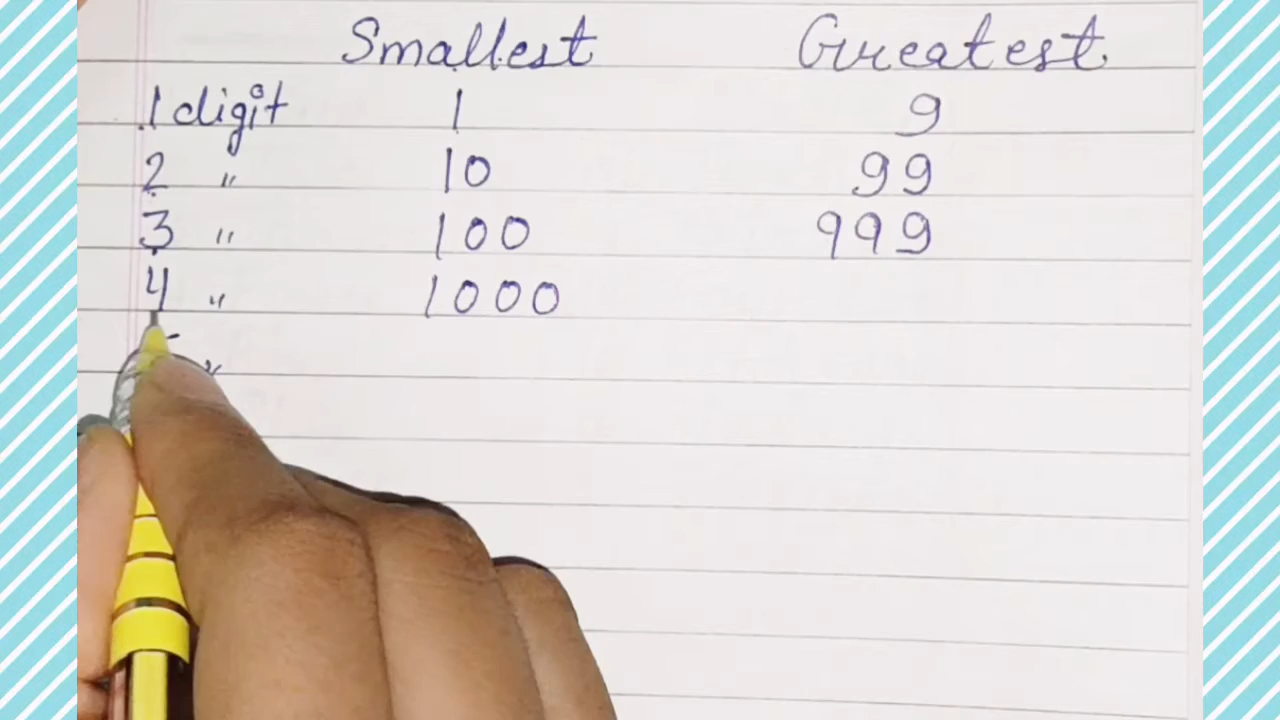 Smallest Greatest
1 digit 1 9
2 " 10 99
3 " 100 999
4 " 1000
"